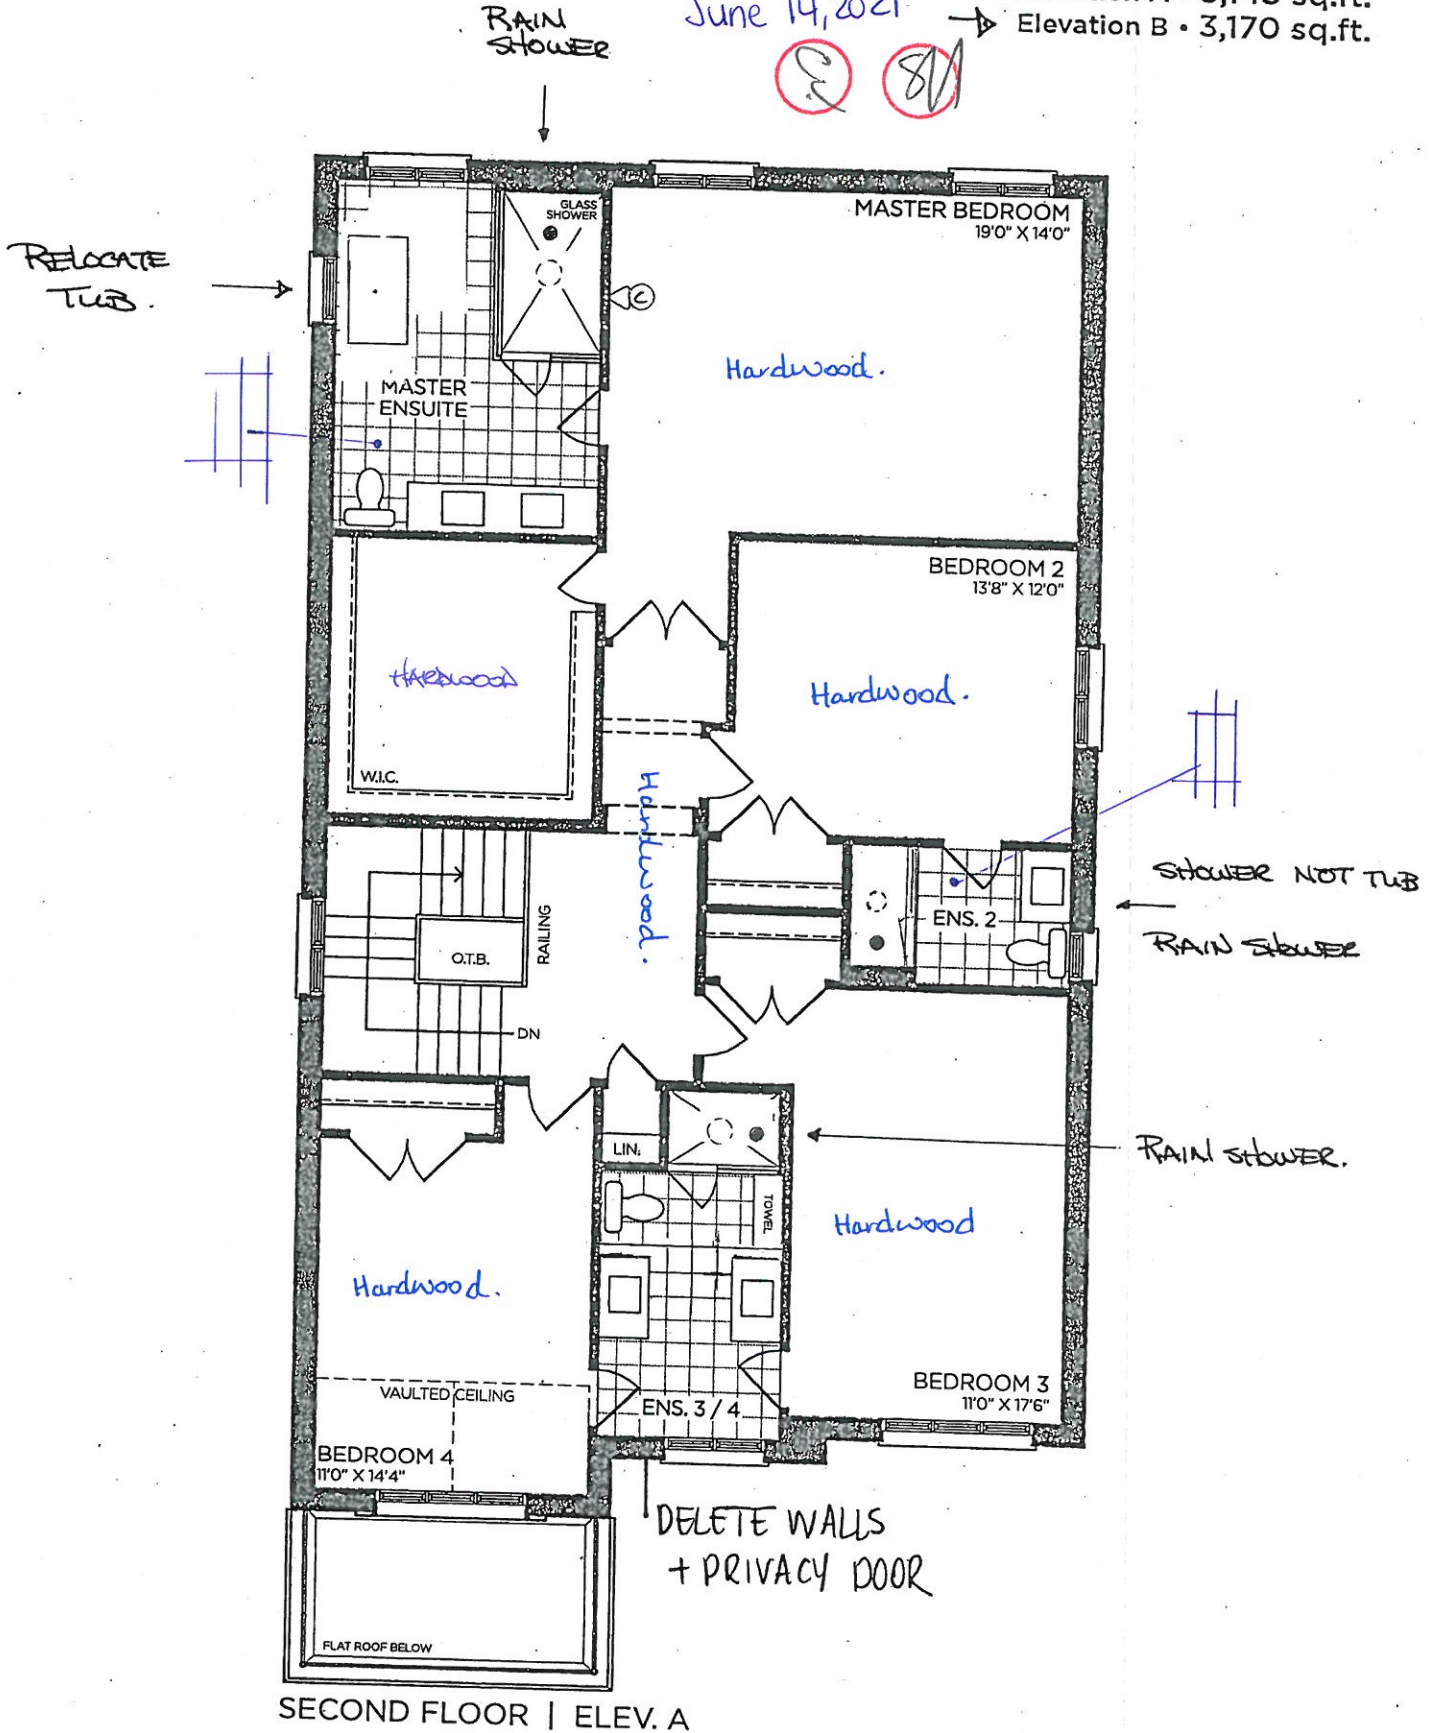 RAIN
SHOWER
June 14, 2021
Elevation B • 3,170 sq.ft.
GLASS
SHOWER
MASTER BEDROOM
19'0" X 14'0"
RELOCATE
TUB.
C
Hardwood.
MASTER
ENSUITE
BEDROOM 2
13'8" X 12'0"
HARDWOOD
Hardwood.
W.I.C.
Hardwood.
SHOWER NOT TUB
RAILING
ENS. 2
RAIN SHOWER
O.T.B.
DN
LIN.
RAIN SHOWER.
TOWEL
Hardwood
Hardwood.
VAULTED CEILING
BEDROOM 3
11'0" X 17'6"
ENS. 3 / 4
BEDROOM 4
11'0" X 14'4"
DELETE WALLS
+ PRIVACY DOOR
FLAT ROOF BELOW
SECOND FLOOR | ELEV. A